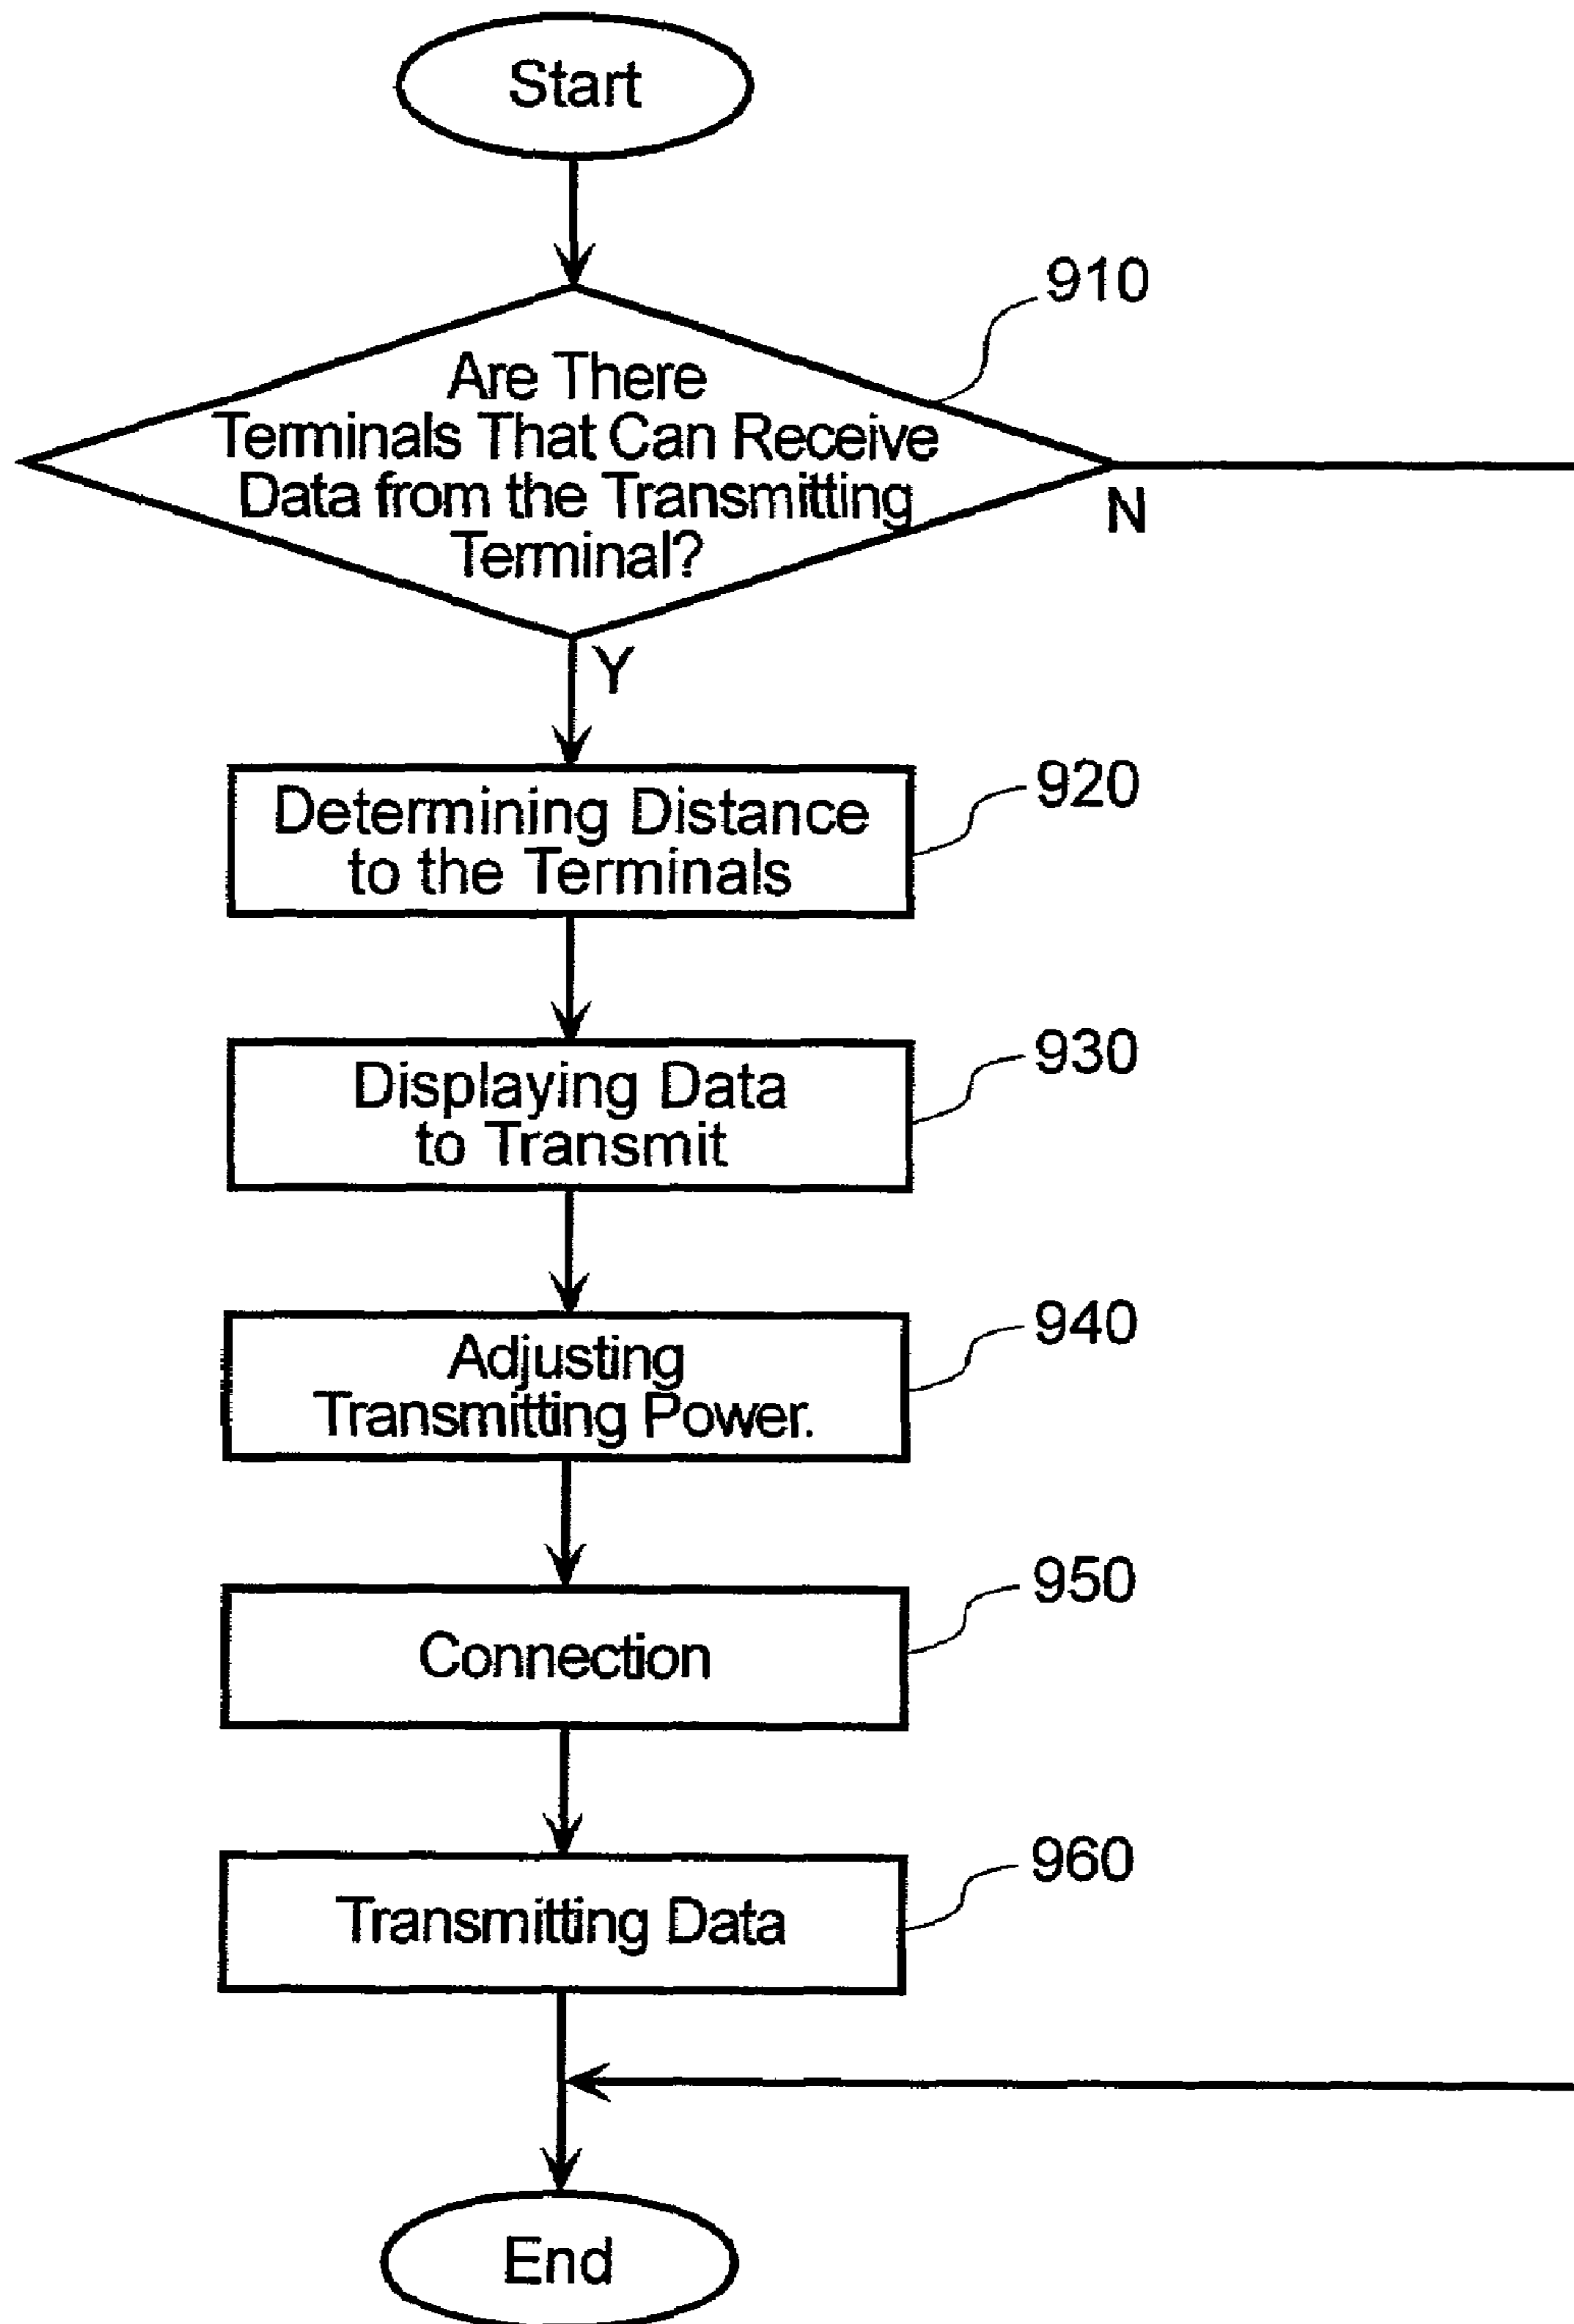 Start
910
Are There
Terminals That Can Receive
Data from the Transmitting
Terminal?
N
Y
920
Determining Distance
to the Terminals
930
Displaying Data
to Transmit
940
Adjusting
Transmitting Power.
950
Connection
960
Transmitting Data
End